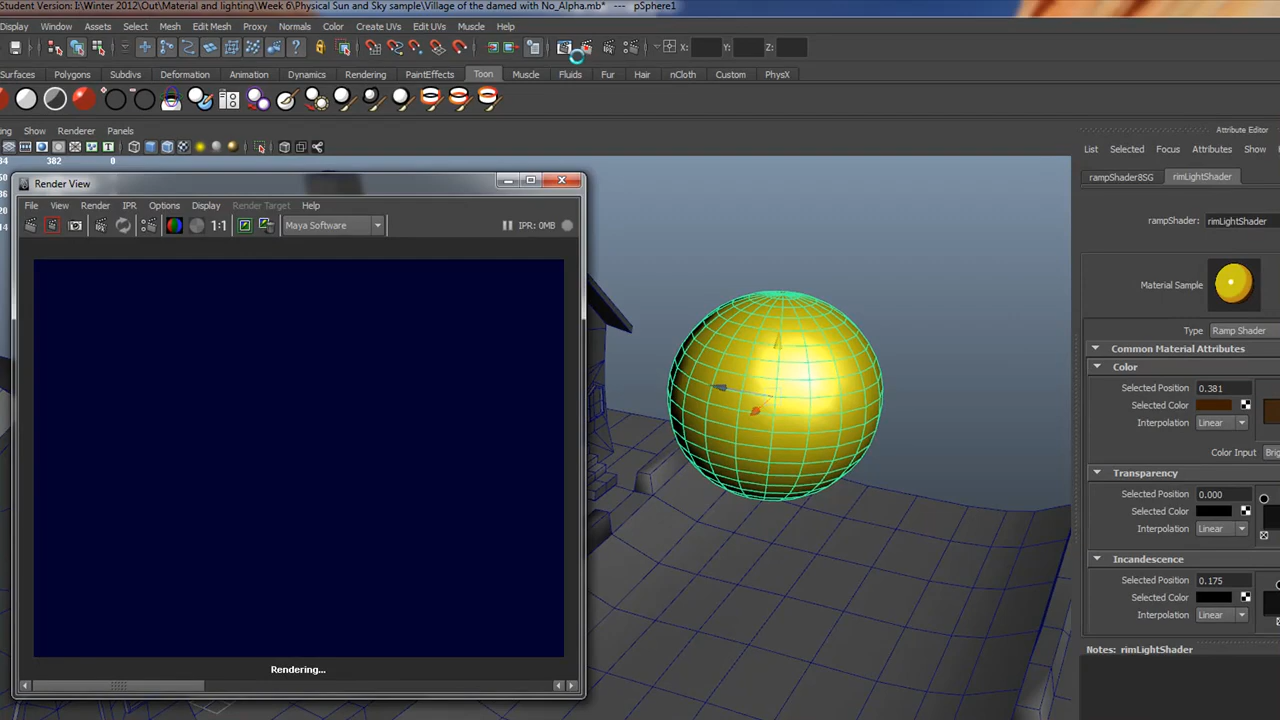 Student Version: I:\Winter 2012\Out\Material and lighting\Week 6\Physical Sun and Sky sample\Village of the damed with No_Alpha.mb* --- pSphere1
Display Window Assets Select Mesh Edit Mesh Proxy Normals Color Create UVs Edit UVs Muscle Help
X: Y: Z:
Surfaces Polygons Subdivs Deformation Animation Dynamics Rendering PaintEffects Toon Muscle Fluids Fur Hair nCloth Custom PhysX
Show Renderer Panels
382 0
Render View
File View Render IPR Options Display Render Target Help
1:1 Maya Software IPR: 0MB
Rendering...
Attribute Editor
List Selected Focus Attributes Show
rampShader8SG rimLightShader
rampShader: rimLightShader
Material Sample
Type Ramp Shader
Common Material Attributes
Color
Selected Position 0.381
Selected Color
Interpolation Linear
Color Input Brig
Transparency
Selected Position 0.000
Selected Color
Interpolation Linear
Incandescence
Selected Position 0.175
Selected Color
Interpolation Linear
Notes: rimLightShader